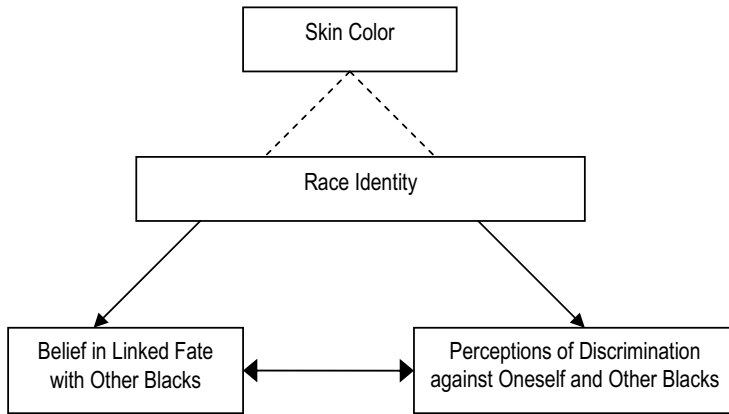 Skin Color
Race Identity
Belief in Linked Fate
with Other Blacks
Perceptions of Discrimination
against Oneself and Other Blacks